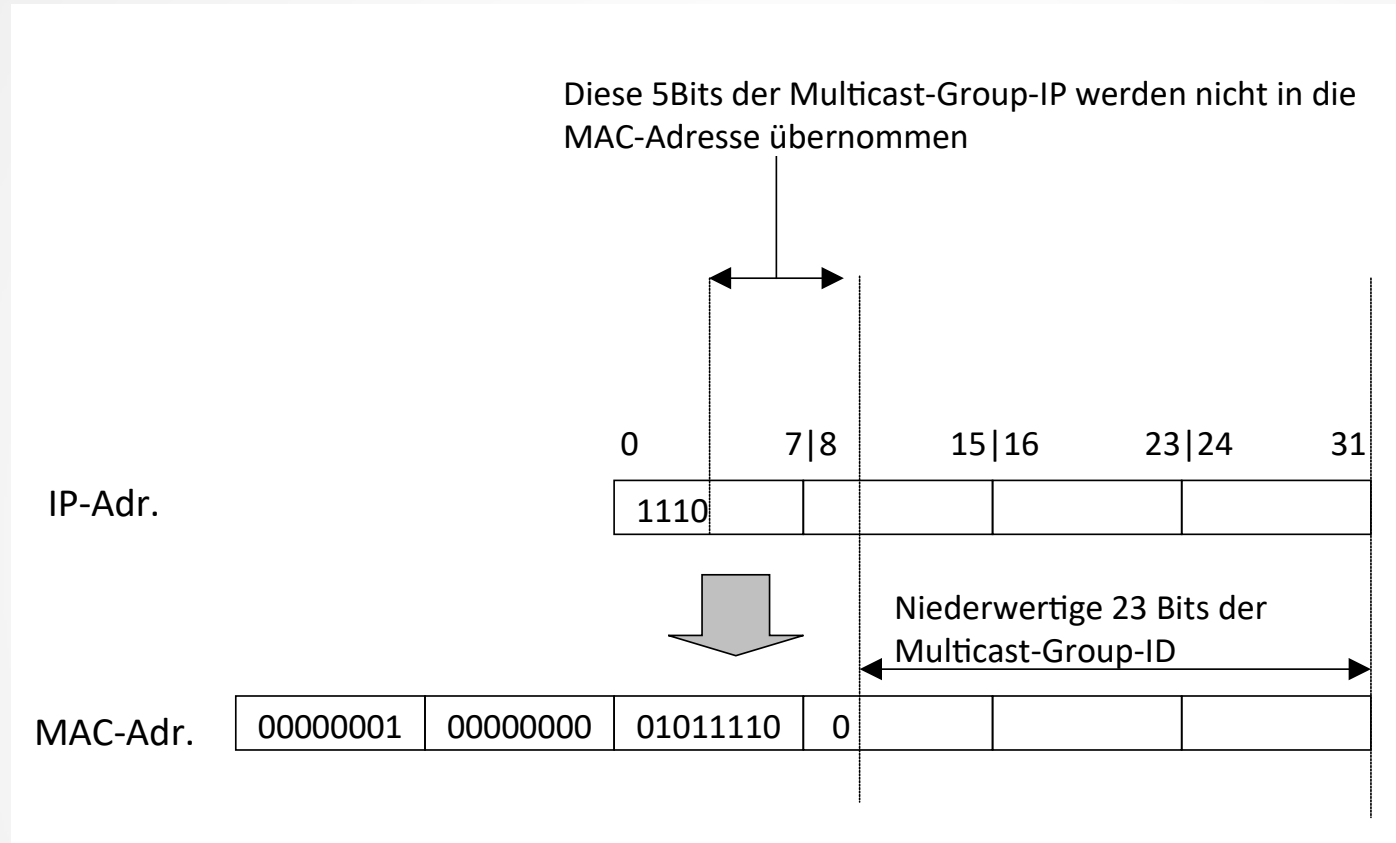 Diese 5Bits der Multicast-Group-IP werden nicht in die
MAC-Adresse übernommen
0 7|8 15|16 23|24 31
IP-Adr.
1110
Niederwertige 23 Bits der
Multicast-Group-ID
MAC-Adr. 00000001 00000000 01011110 0